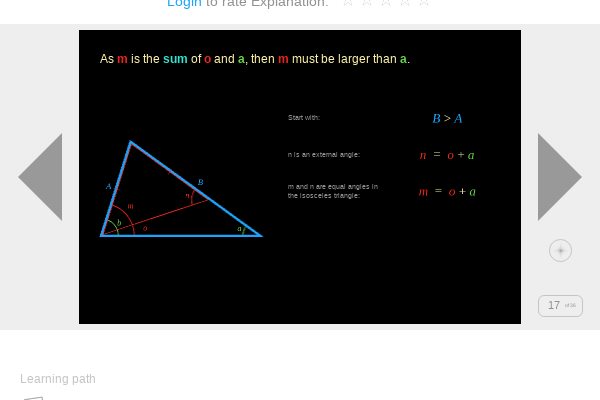 Login to rate Explanation:
As m is the sum of o and a, then m must be larger than a.
Start with:
B > A
n is an external angle:
n = o + a
m and n are equal angles in
the isosceles triangle:
m = o + a
A
B
m
n
b
o
a
17 of 26
Learning path